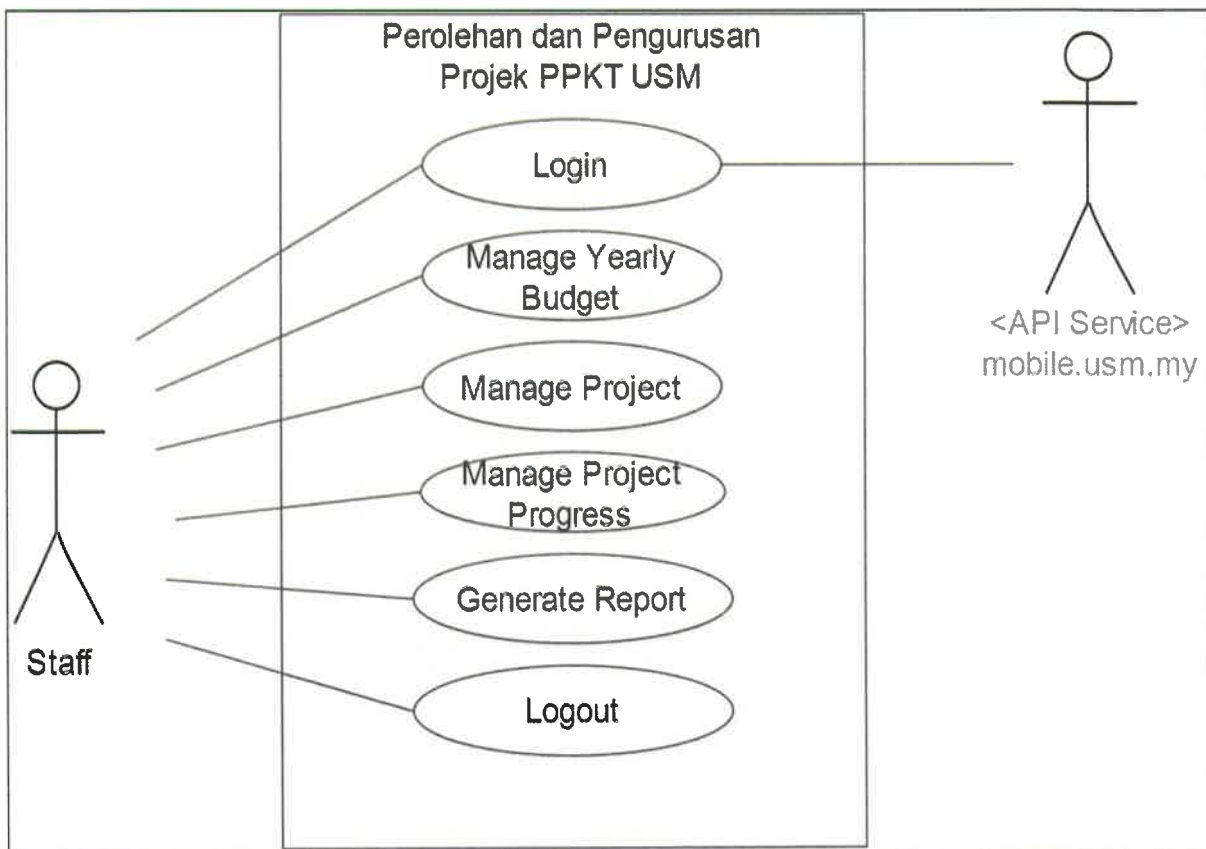 Perolehan dan Pengurusan
Projek PPKT USM
Login
Manage Yearly
Budget
<API Service>
mobile.usm.my
Manage Project
Manage Project
Progress
Generate Report
Staff
Logout